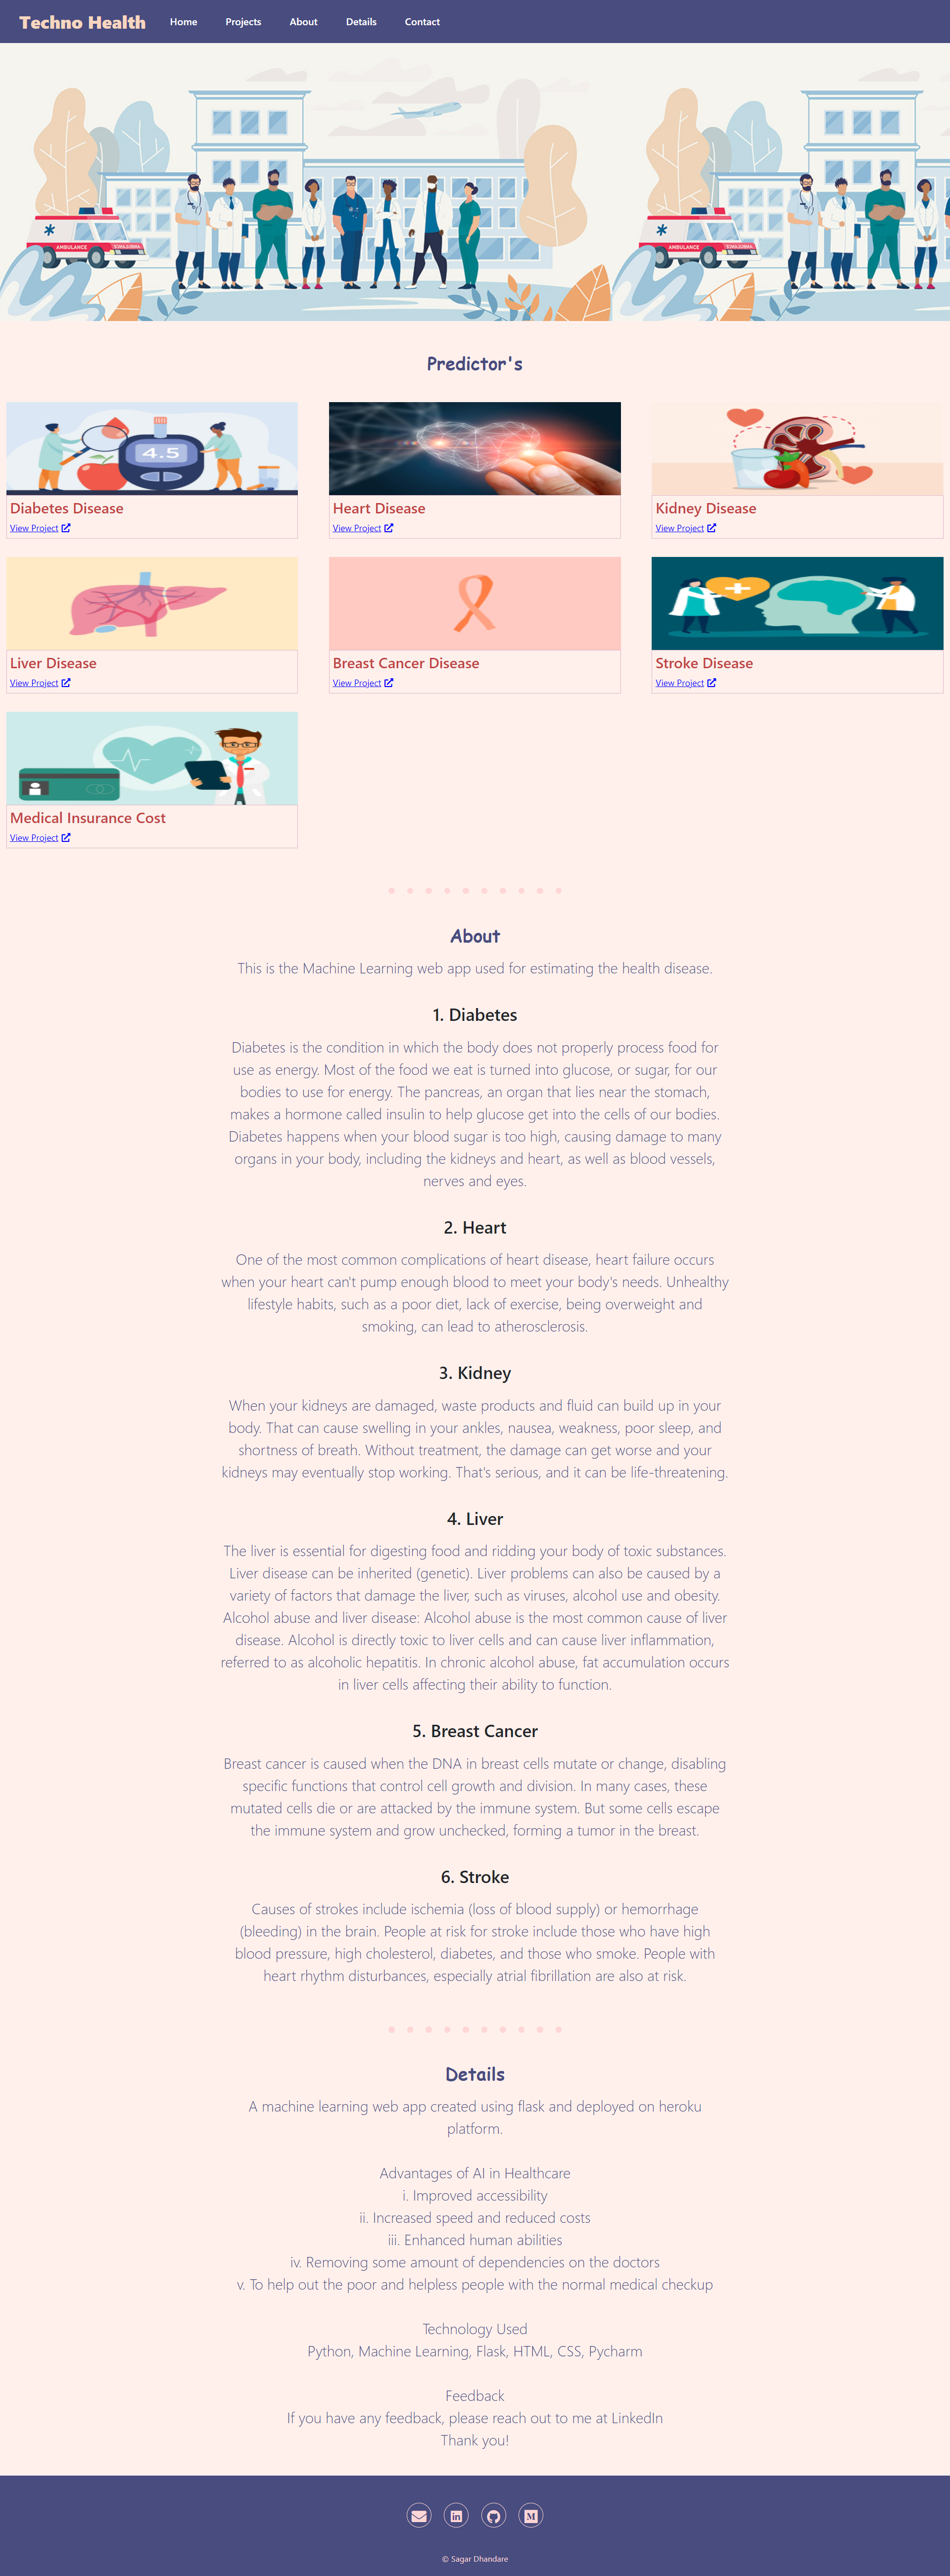 Techno Health Home Projects About Details Contact
AMBULANCE
AMBULANCE
Predictor's
4.5
Diabetes Disease
View Project
Heart Disease
View Project
Kidney Disease
View Project
Liver Disease
View Project
Breast Cancer Disease
View Project
Stroke Disease
View Project
Medical Insurance Cost
View Project
About
This is the Machine Learning web app used for estimating the health disease.
1. Diabetes
Diabetes is the condition in which the body does not properly process food for
use as energy. Most of the food we eat is turned into glucose, or sugar, for our
bodies to use for energy. The pancreas, an organ that lies near the stomach,
makes a hormone called insulin to help glucose get into the cells of our bodies.
Diabetes happens when your blood sugar is too high, causing damage to many
organs in your body, including the kidneys and heart, as well as blood vessels,
nerves and eyes.
2. Heart
One of the most common complications of heart disease, heart failure occurs
when your heart can't pump enough blood to meet your body's needs. Unhealthy
lifestyle habits, such as a poor diet, lack of exercise, being overweight and
smoking, can lead to atherosclerosis.
3. Kidney
When your kidneys are damaged, waste products and fluid can build up in your
body. That can cause swelling in your ankles, nausea, weakness, poor sleep, and
shortness of breath. Without treatment, the damage can get worse and your
kidneys may eventually stop working. That's serious, and it can be life-threatening.
4. Liver
The liver is essential for digesting food and ridding your body of toxic substances.
Liver disease can be inherited (genetic). Liver problems can also be caused by a
variety of factors that damage the liver, such as viruses, alcohol use and obesity.
Alcohol abuse and liver disease: Alcohol abuse is the most common cause of liver
disease. Alcohol is directly toxic to liver cells and can cause liver inflammation,
referred to as alcoholic hepatitis. In chronic alcohol abuse, fat accumulation occurs
in liver cells affecting their ability to function.
5. Breast Cancer
Breast cancer is caused when the DNA in breast cells mutate or change, disabling
specific functions that control cell growth and division. In many cases, these
mutated cells die or are attacked by the immune system. But some cells escape
the immune system and grow unchecked, forming a tumor in the breast.
6. Stroke
Causes of strokes include ischemia (loss of blood supply) or hemorrhage
(bleeding) in the brain. People at risk for stroke include those who have high
blood pressure, high cholesterol, diabetes, and those who smoke. People with
heart rhythm disturbances, especially atrial fibrillation are also at risk.
Details
A machine learning web app created using flask and deployed on heroku
platform.
Advantages of AI in Healthcare
i. Improved accessibility
ii. Increased speed and reduced costs
iii. Enhanced human abilities
iv. Removing some amount of dependencies on the doctors
v. To help out the poor and helpless people with the normal medical checkup
Technology Used
Python, Machine Learning, Flask, HTML, CSS, Pycharm
Feedback
If you have any feedback, please reach out to me at LinkedIn
Thank you!
© Sagar Dhandare